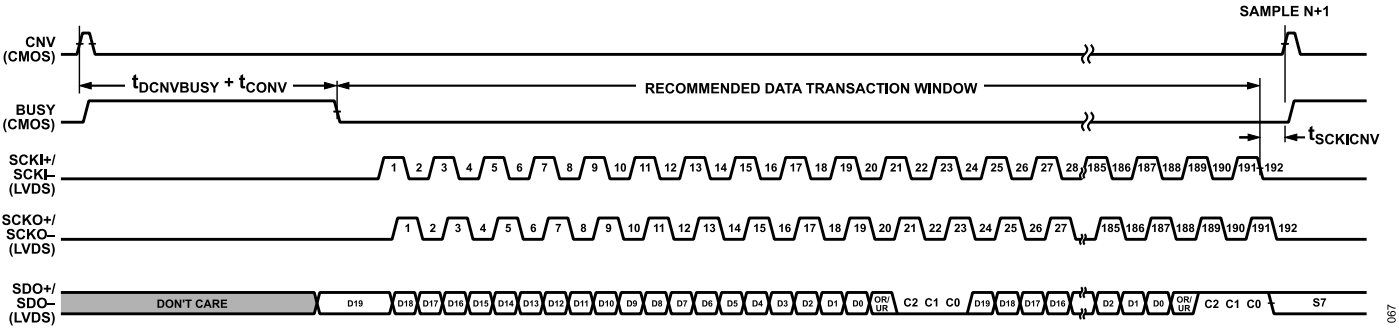 SAMPLE N+1
CNV
(CMOS)
tDCNVBUSY + tCONV
RECOMMENDED DATA TRANSACTION WINDOW
BUSY
(CMOS)
tSCKICNV
SCKI+/
SCKI–
(LVDS)
1 2 3 4 5 6 7 8 9 10 11 12 13 14 15 16 17 18 19 20 21 22 23 24 25 26 27 28 185 186 187 188 189 190 191 192
SCKO+/
SCKO–
(LVDS)
1 2 3 4 5 6 7 8 9 10 11 12 13 14 15 16 17 18 19 20 21 22 23 24 25 26 27 185 186 187 188 189 190 191 192
SDO+/
SDO–
(LVDS)
DON'T CARE D19 D18 D17 D16 D15 D14 D13 D12 D11 D10 D9 D8 D7 D6 D5 D4 D3 D2 D1 D0 OR/UR C2 C1 C0 D19 D18 D17 D16 D2 D1 D0 OR/UR C2 C1 C0 S7
067